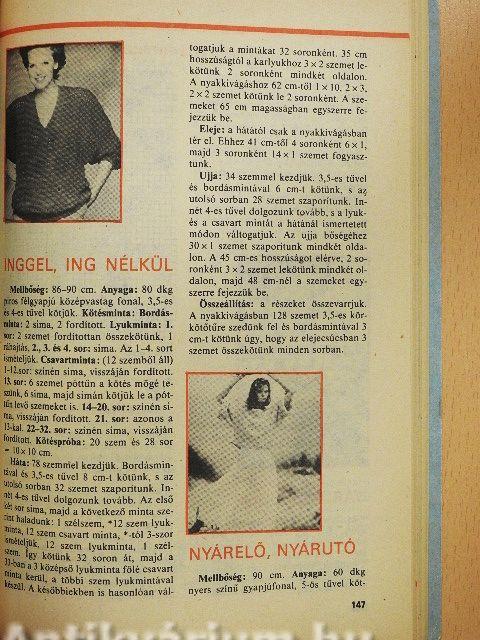 INGGEL, ING NÉLKÜL
Mellbőség: 86–90 cm. Anyaga: 80 dkg
piros félgyapjú középvastag fonal, 3,5-es
és 4-es tűvel kötjük. Kötésminta: Bordás-
minta: 2 sima, 2 fordított. Lyukminta: 1.
sor: 2 szemet fordítottan összekötünk, 1
ráhajtás, 2., 3. és 4. sor: sima. Az 1–4. sort
ismételjük. Csavartminta: (12 szemből áll)
1–12. sor: színén sima, visszáján fordított.
13. sor: 6 szemet póttűn a kötés mögé te-
szünk, 6 sima, majd simán kötjük le a pót-
tűn levő szemeket is. 14–20. sor: színén si-
ma, visszáján fordított. 21. sor: azonos a
13-kal. 22–32. sor: színén sima, visszáján
fordított. Kötéspróba: 20 szem és 28 sor
= 10×10 cm.
Háta: 78 szemmel kezdjük. Bordásmin-
tával és 3,5-es tűvel 8 cm-t kötünk, s az
utolsó sorban 32 szemet szaporítunk. In-
nét 4-es tűvel dolgozunk tovább. Az első
két sor sima, majd a következő minta sze-
rint haladunk: 1 szélszem, *12 szem lyuk-
minta, 12 szem csavart minta, *-tól 3-szor
ismételjük, 12 szem lyukminta, 1 szél-
szem. Így kötünk 32 soron át, majd a
33-ban a 3 középső lyukminta fölé csavart
minta kerül, a többi szem lyukmintával
készül. A későbbiekben is hasonlóan vál-
togatjuk a mintákat 32 soronként. 35 cm
hosszúságtól a karlyukhoz 3×2 szemet le-
kötünk 2 soronként mindkét oldalon.
A nyakkivágáshoz 62 cm-től 1×10, 2×3,
2×2 szemet kötünk le 2 soronként. A sze-
meket 65 cm magasságban egyszerre fe-
jezzük be.
Eleje: a hátától csak a nyakkivágásban
tér el. Ehhez 41 cm-től 4 soronként 6×1,
majd 3 soronként 14×1 szemet fogyasz-
tunk.
Ujja: 34 szemmel kezdjük. 3,5-es tűvel
és bordásmintával 6 cm-t kötünk, s az
utolsó sorban 28 szemet szaporítunk. In-
nét 4-es tűvel dolgozunk tovább, s a lyuk-
és a csavart mintát a hátánál ismertetett
módon váltogatjuk. Az ujja bőségéhez
30×1 szemet szaporítunk mindkét olda-
lon. A 45 cm-es hosszúságot elérve, 2 so-
ronként 3×2 szemet lekötünk mindkét ol-
dalon, majd 48 cm-nél a szemeket egy-
szerre fejezzük be.
Összeállítás: a részeket összevarrjuk.
A nyakkivágásban 128 szemet 3,5-es kör-
kötőtűre szedünk fel és bordásmintával 3
cm-t kötünk úgy, hogy az elejecsúcsban 3
szemet összekötünk minden sorban.
NYÁRELŐ, NYÁRUTÓ
Mellbőség: 90 cm. Anyaga: 60 dkg
nyers színű gyapjúfonal, 5-ös tűvel köt-
147
Antikvárium.hu